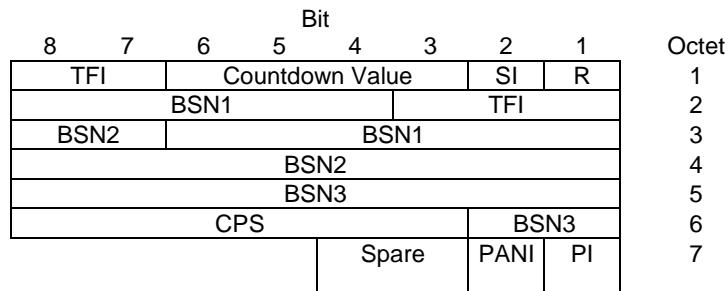 Bit
8 7 6 5 4 3 2 1 Octet
TFI Countdown Value SI R 1
BSN1 TFI 2
BSN2 BSN1 3
BSN2 4
BSN3 5
CPS BSN3 6
Spare PANI PI 7